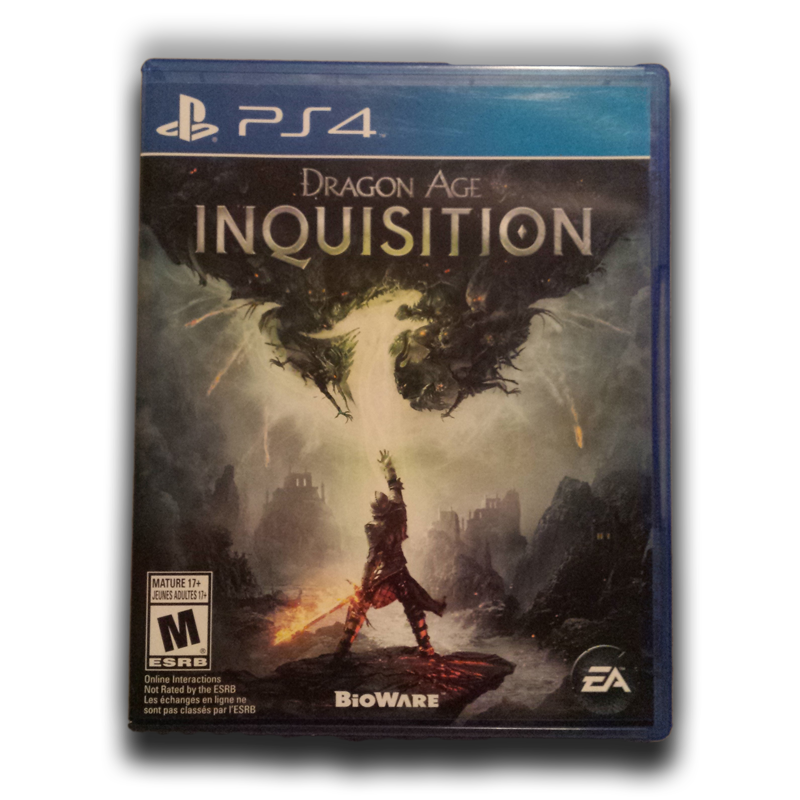 PS4
DRAGON AGE
INQUISITION
MATURE 17+
JEUNES ADULTES 17+
M
ESRB
Online Interactions
Not Rated by the ESRB
Les échanges en ligne ne
sont pas classés par l'ESRB
BIOWARE
EA